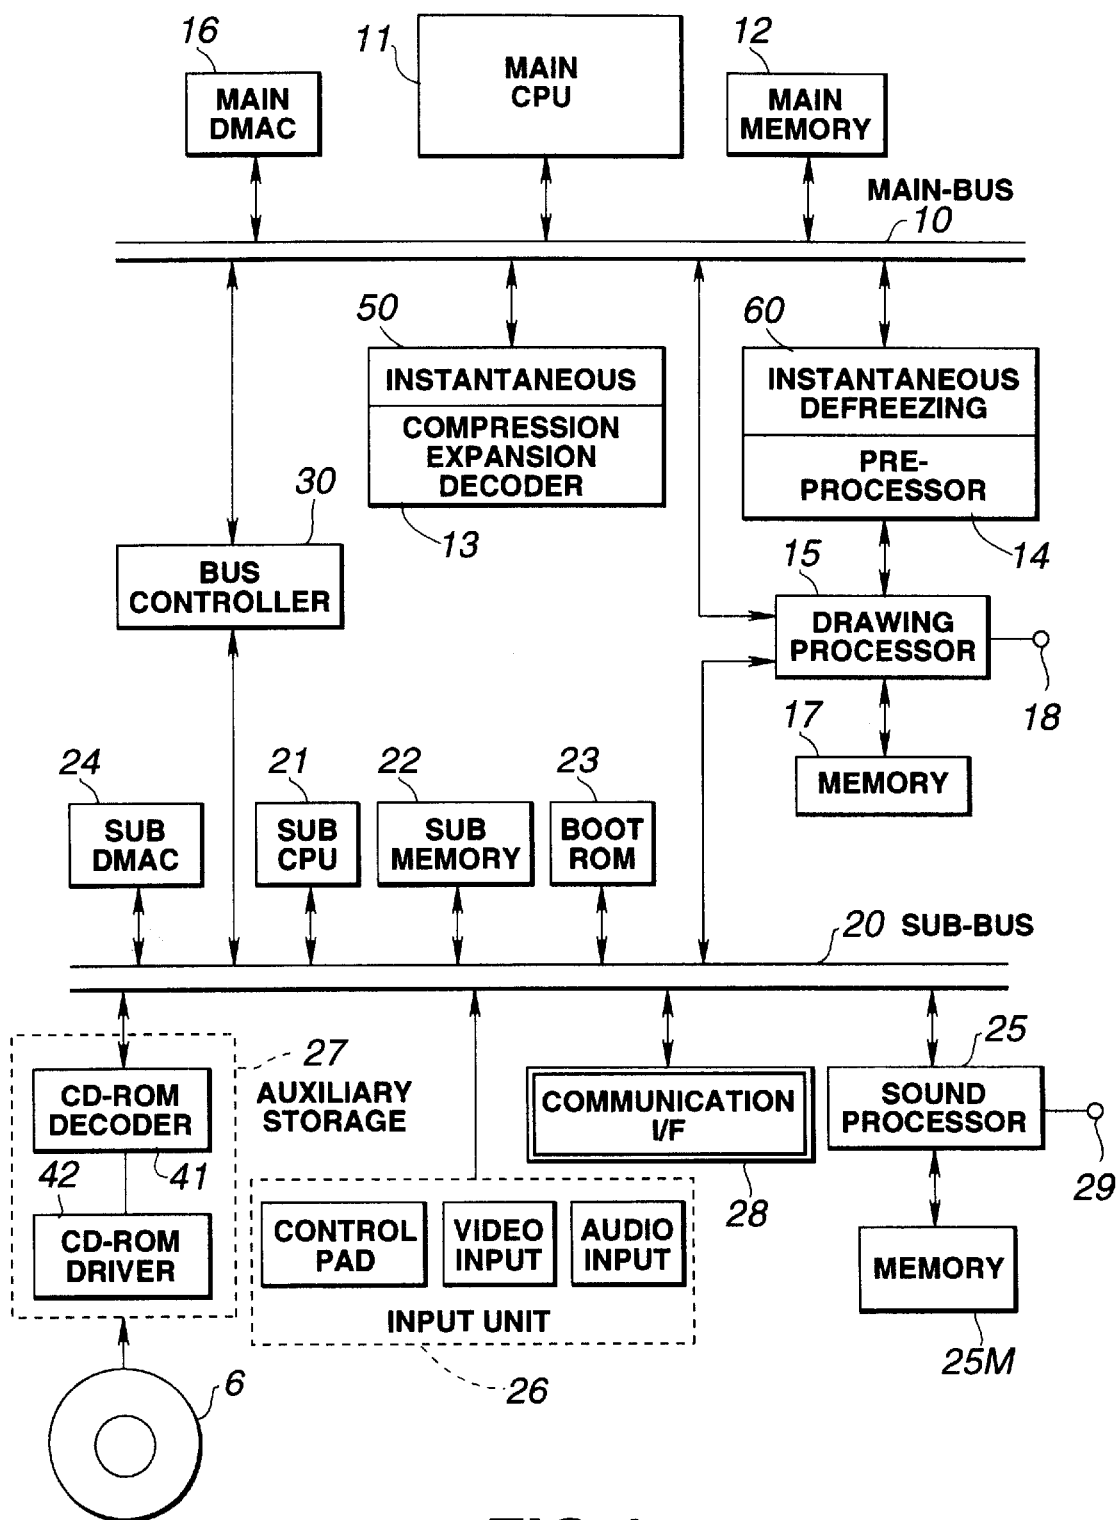 16
11
12
MAIN
DMAC
MAIN
CPU
MAIN
MEMORY
MAIN-BUS
10
50
60
INSTANTANEOUS
COMPRESSION
EXPANSION
DECODER
INSTANTANEOUS
DEFREEZING
PRE-
PROCESSOR
30
13
14
15
BUS
CONTROLLER
DRAWING
PROCESSOR
18
17
MEMORY
24
21
22
23
SUB
DMAC
SUB
CPU
SUB
MEMORY
BOOT
ROM
20 SUB-BUS
27
25
CD-ROM
DECODER
AUXILIARY
STORAGE
COMMUNICATION
I/F
SOUND
PROCESSOR
42
41
28
29
CD-ROM
DRIVER
CONTROL
PAD
VIDEO
INPUT
AUDIO
INPUT
MEMORY
INPUT UNIT
26
25M
6